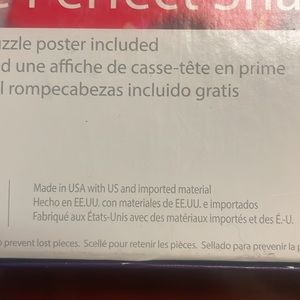 Perfect
zzle poster included
d une affiche de casse-tête en prime
l rompecabezas incluido gratis
Made in USA with US and imported material
Hecho en EE.UU. con materiales de EE.UU. e importados
Fabriqué aux États-Unis avec des matériaux importés et des É.-U.
o prevent lost pieces. Scellé pour retenir les pièces. Sellado para prevenir la p